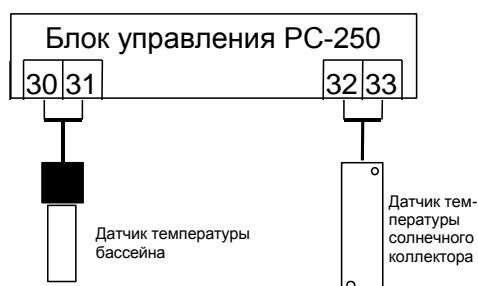 Блок управления PC-250
30 31 32 33
Датчик температуры
бассейна
Датчик тем-
пературы
солнечного
коллектора